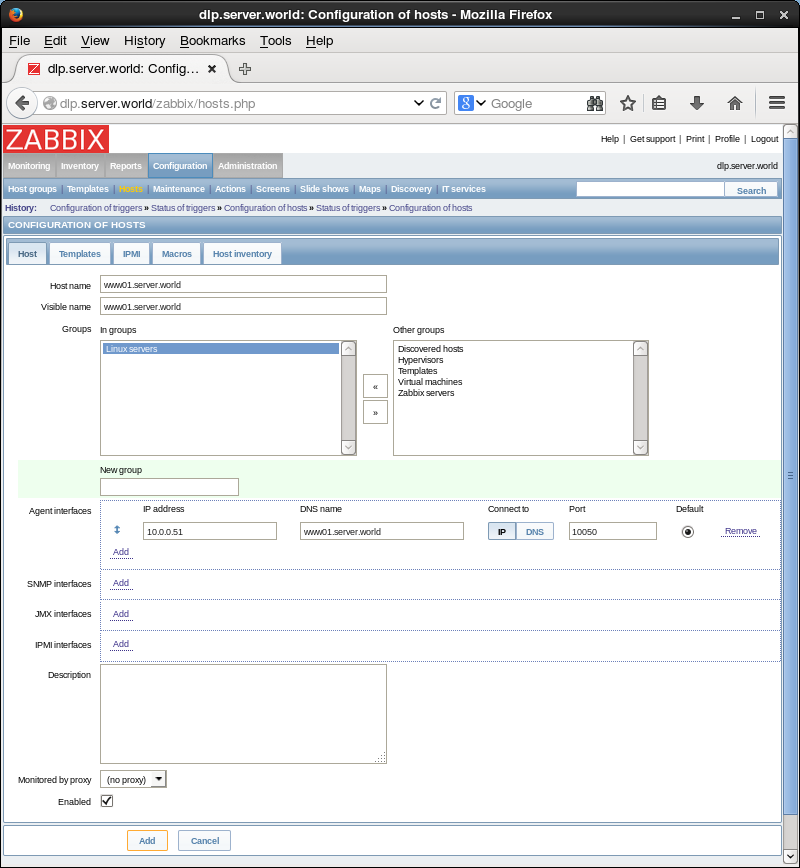 dlp.server.world: Configuration of hosts - Mozilla Firefox
File Edit View History Bookmarks Tools Help
dlp.server.world: Config...
dlp.server.world/zabbix/hosts.php
8 Google
ZABBIX
Help | Get support | Print | Profile | Logout
Monitoring Inventory Reports Configuration Administration
dlp.server.world
Host groups | Templates | Hosts | Maintenance | Actions | Screens | Slide shows | Maps | Discovery | IT services
Search
History: Configuration of triggers » Status of triggers » Configuration of hosts » Status of triggers » Configuration of hosts
CONFIGURATION OF HOSTS
Host Templates IPMI Macros Host inventory
Host name www01.server.world
Visible name www01.server.world
Groups In groups Other groups
Linux servers Discovered hosts
Hypervisors
Templates
Virtual machines
Zabbix servers
«
»
New group
Agent interfaces IP address DNS name Connect to Port Default
10.0.0.51 www01.server.world IP DNS 10050 Remove
Add
SNMP interfaces Add
JMX interfaces Add
IPMI interfaces Add
Description
Monitored by proxy (no proxy)
Enabled
Add Cancel